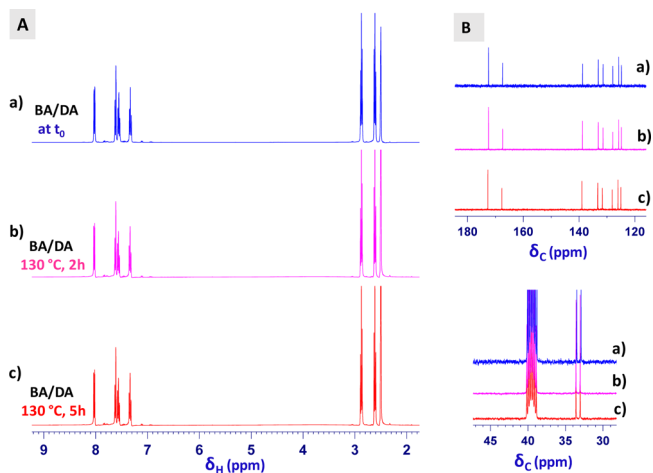 A
a)
BA/DA
at t0
b)
BA/DA
130 °C, 2h
c)
BA/DA
130 °C, 5h
9 8 7 6 5 4 3 2
δH (ppm)
B
a)
b)
c)
180 160 140 120
δC (ppm)
a)
b)
c)
45 40 35 30
δC (ppm)